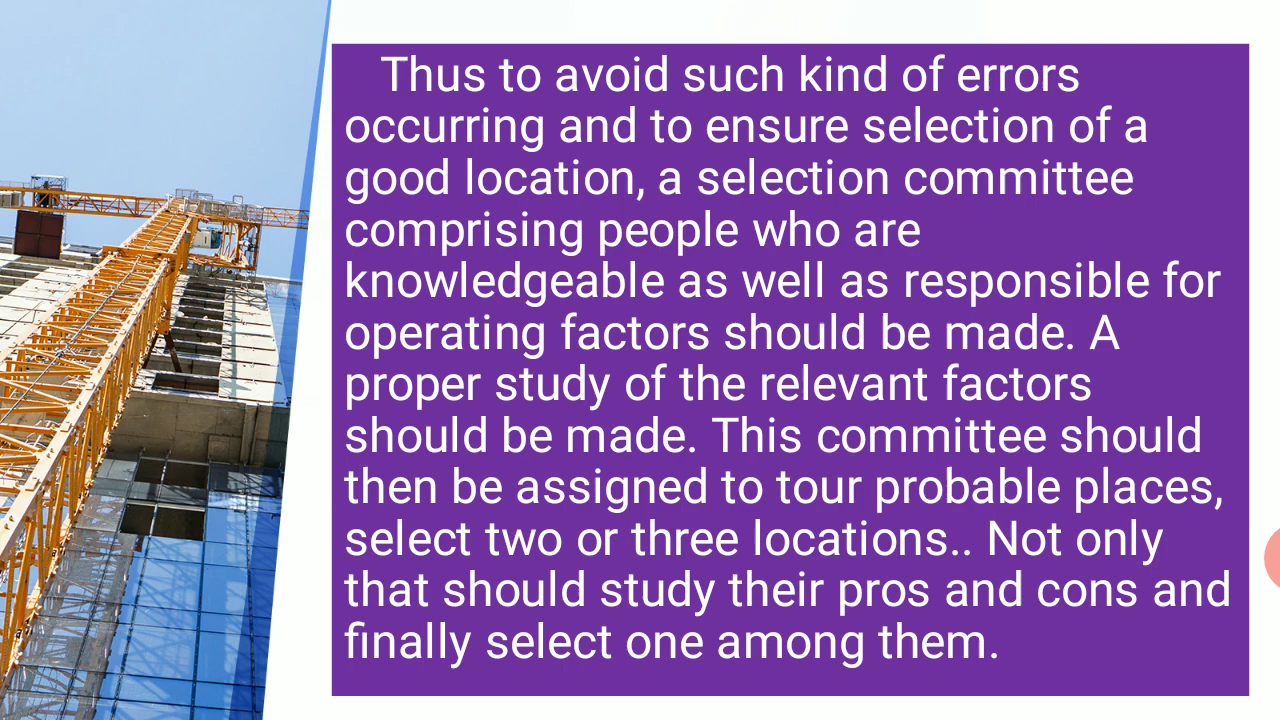 Thus to avoid such kind of errors
occurring and to ensure selection of a
good location, a selection committee
comprising people who are
knowledgeable as well as responsible for
operating factors should be made. A
proper study of the relevant factors
should be made. This committee should
then be assigned to tour probable places,
select two or three locations.. Not only
that should study their pros and cons and
finally select one among them.